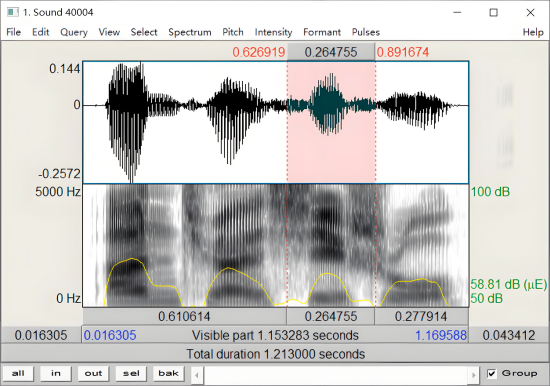 1. Sound 40004
File Edit Query View Select Spectrum Pitch Intensity Formant Pulses Help
0.626919 0.264755 0.891674
0.144
0
-0.2572
5000 Hz 100 dB
58.81 dB (µE)
0 Hz 50 dB
0.610614 0.264755 0.277914
0.016305 0.016305 Visible part 1.153283 seconds 1.169588 0.043412
Total duration 1.213000 seconds
all in out sel bak Group